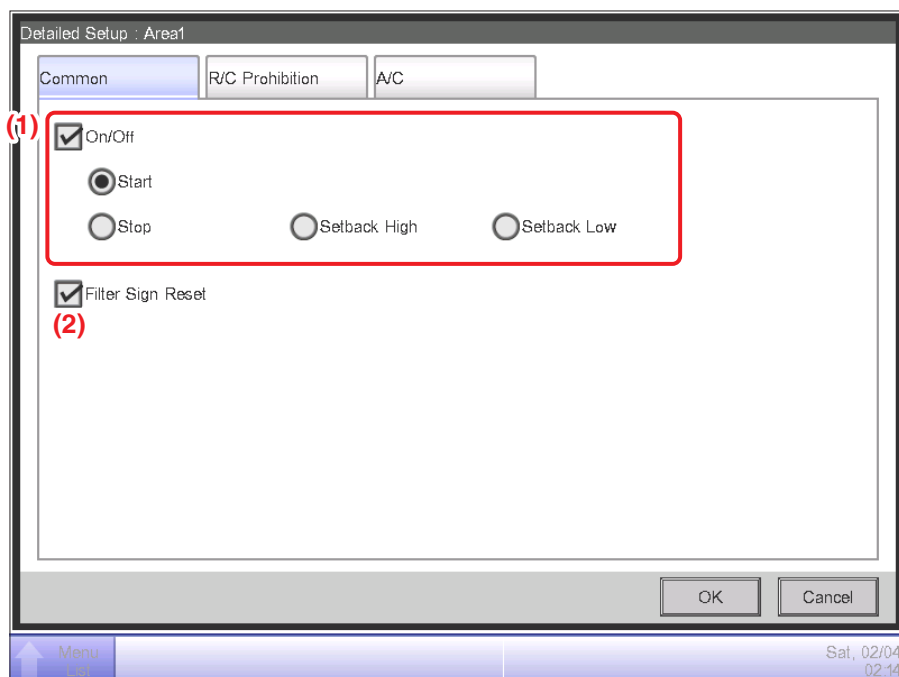 Detailed Setup : Area1
Common R/C Prohibition A/C
(1)
On/Off
Start
Stop Setback High Setback Low
Filter Sign Reset
(2)
OK Cancel
Menu List
Sat, 02/04
02:14